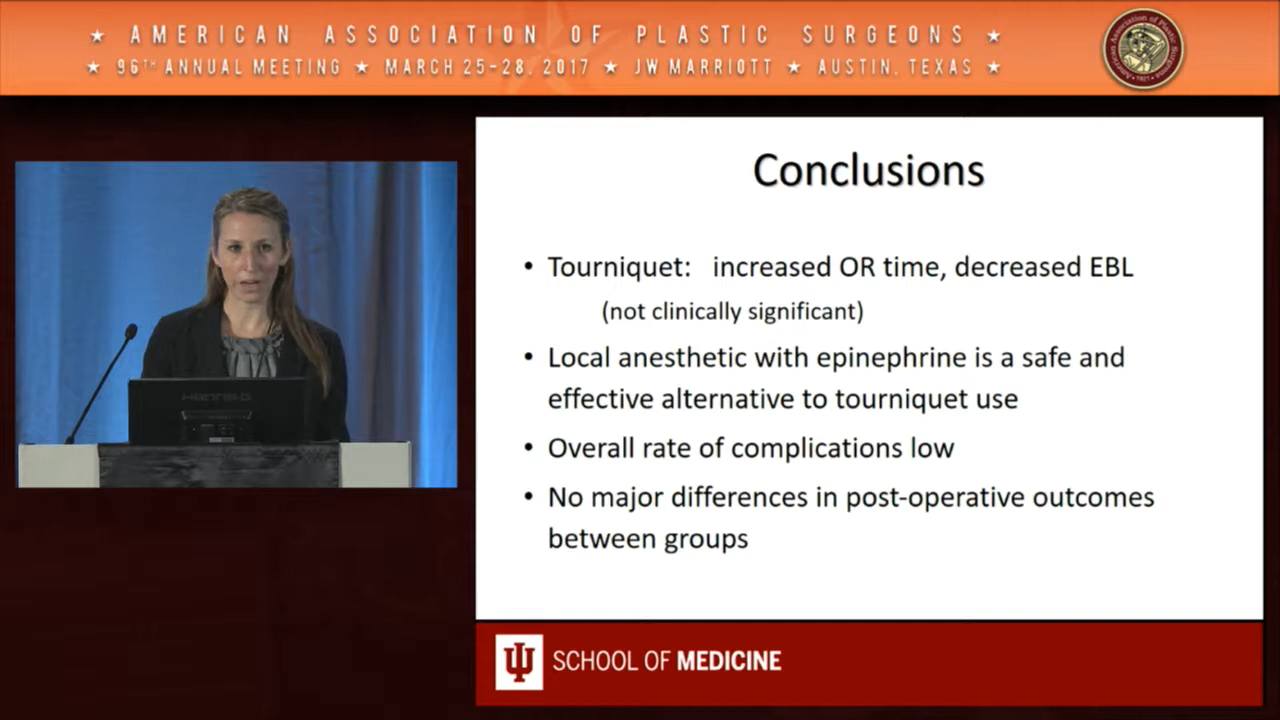 ★ AMERICAN ASSOCIATION OF PLASTIC SURGEONS ★
★ 96TH ANNUAL MEETING ★ MARCH 25-28, 2017 ★ JW MARRIOTT ★ AUSTIN, TEXAS ★
Conclusions
• Tourniquet: increased OR time, decreased EBL
(not clinically significant)
• Local anesthetic with epinephrine is a safe and
effective alternative to tourniquet use
• Overall rate of complications low
• No major differences in post-operative outcomes
between groups
SCHOOL OF MEDICINE